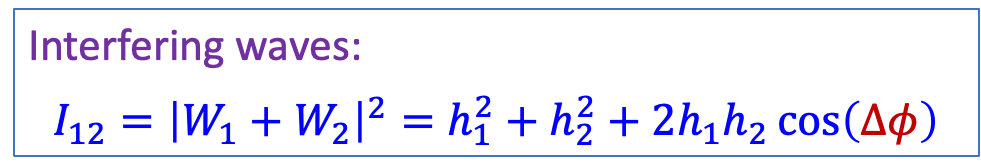 Interfering waves:
I₁₂ = |W₁ + W₂|² = h₁² + h₂² + 2h₁h₂ cos(Δϕ)